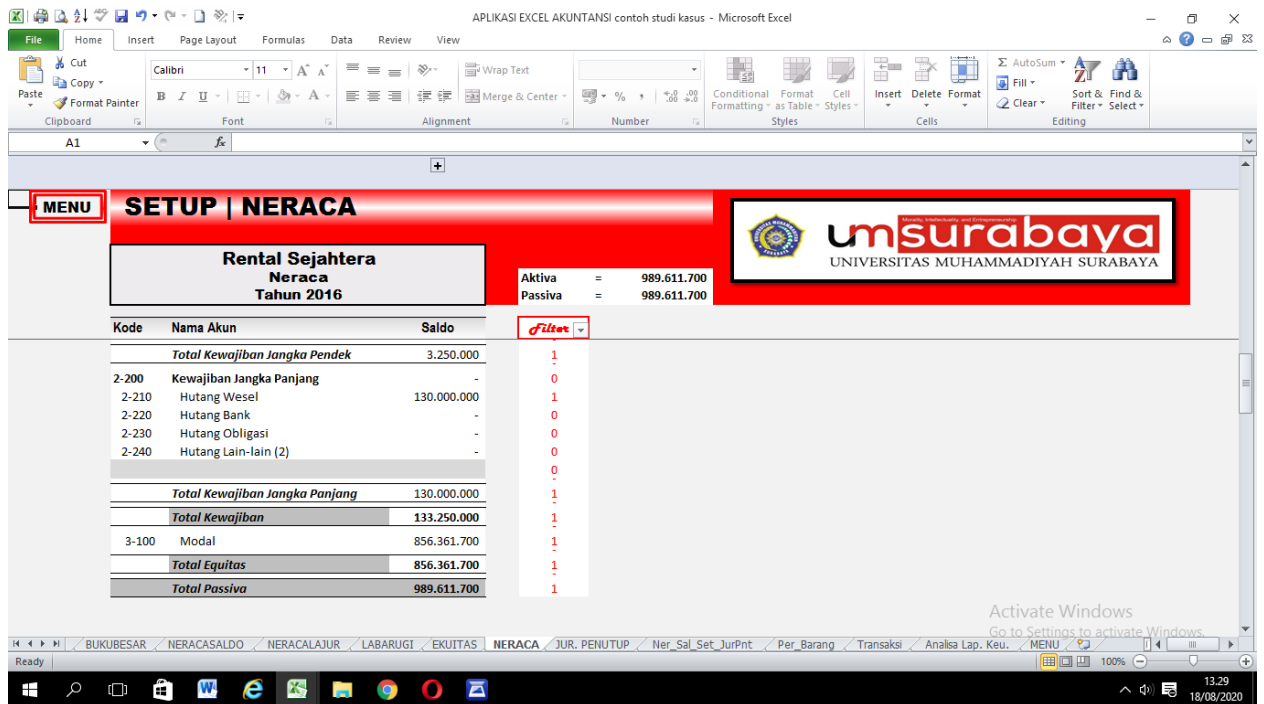 APLIKASI EXCEL AKUNTANSI contoh studi kasus - Microsoft Excel
File Home Insert Page Layout Formulas Data Review View
Paste
Cut
Copy
Format Painter
Clipboard
Calibri 11
B I U
Font
Wrap Text
Merge & Center
Alignment
% ,
Number
Conditional Formatting
Format as Table
Cell Styles
Styles
Insert Delete Format
Cells
Σ AutoSum
Fill
Clear
Sort & Filter
Find & Select
Editing
A1 fx
MENU
SETUP | NERACA
Rental Sejahtera
Neraca
Tahun 2016
Aktiva = 989.611.700
Passiva = 989.611.700
umsurabaya
UNIVERSITAS MUHAMMADIYAH SURABAYA
Kode Nama Akun Saldo Filter
Total Kewajiban Jangka Pendek 3.250.000 1
2-200 Kewajiban Jangka Panjang - 0
2-210 Hutang Wesel 130.000.000 1
2-220 Hutang Bank - 0
2-230 Hutang Obligasi - 0
2-240 Hutang Lain-lain (2) - 0
0
Total Kewajiban Jangka Panjang 130.000.000 1
Total Kewajiban 133.250.000 1
3-100 Modal 856.361.700 1
Total Equitas 856.361.700 1
Total Passiva 989.611.700 1
Activate Windows
Go to Settings to activate Windows.
BUKUBESAR NERACASALDO NERACALAJUR LABARUGI EKUITAS NERACA JUR. PENUTUP Ner_Sal_Set_JurPnt Per_Barang Transaksi Analisa Lap. Keu. MENU
Ready 100%
13.29
18/08/2020